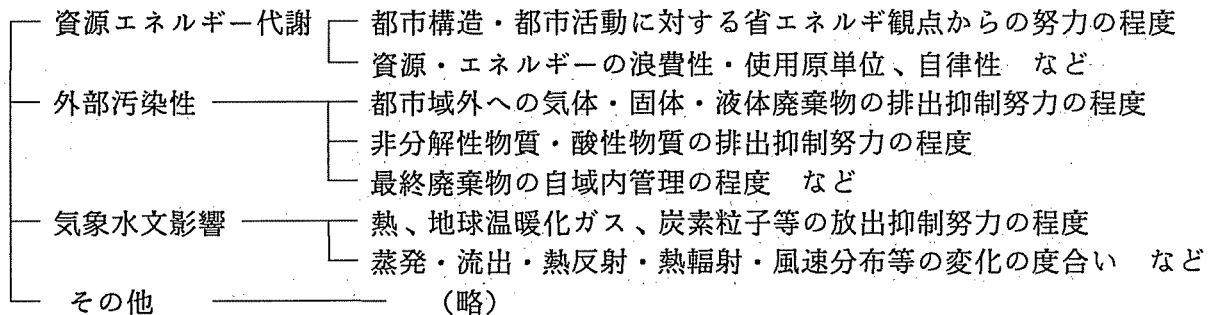 資源エネルギー代謝 都市構造・都市活動に対する省エネルギ観点からの努力の程度
資源・エネルギーの浪費性・使用原単位、自律性 など
外部汚染性 都市域外への気体・固体・液体廃棄物の排出抑制努力の程度
非分解性物質・酸性物質の排出抑制努力の程度
最終廃棄物の自域内管理の程度 など
気象水文影響 熱、地球温暖化ガス、炭素粒子等の放出抑制努力の程度
蒸発・流出・熱反射・熱輻射・風速分布等の変化の度合い など
その他 (略)